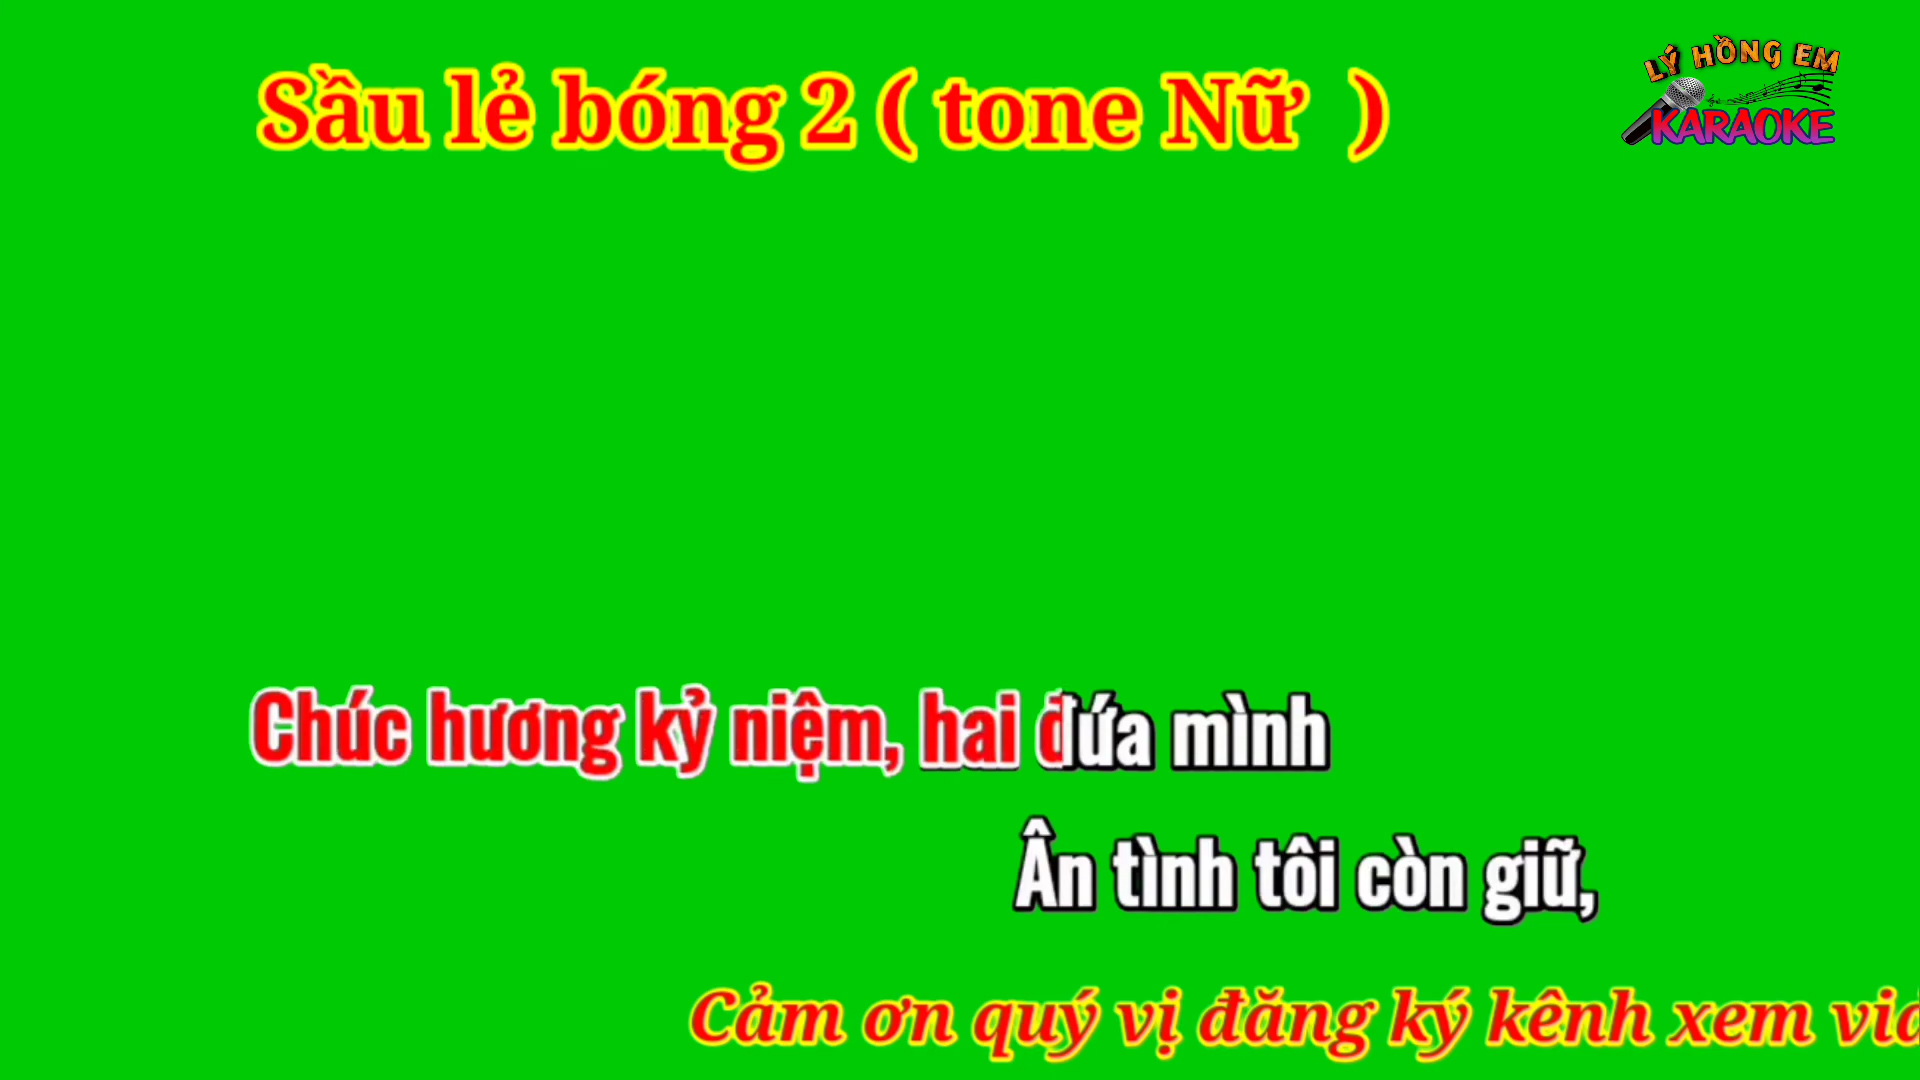 Sầu lẻ bóng 2 ( tone Nữ )
LÝ HỒNG EM
KARAOKE
Chúc hương kỷ niệm, hai đứa mình
Ân tình tôi còn giữ,
Cảm ơn quý vị đăng ký kênh xem